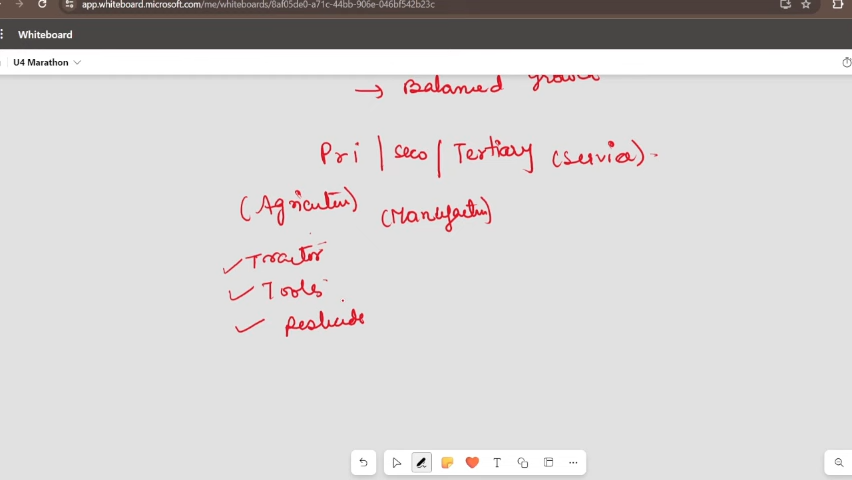 app.whiteboard.microsoft.com/me/whiteboards/8af05de0-a71c-44bb-906e-046bf542b23c
Whiteboard
U4 Marathon
→ Balanced growth
Pri | seco | Tertiary (service)
(Agriculture) (Manufacturing)
✓ Tractor
✓ Tools
✓ Pesticide
T